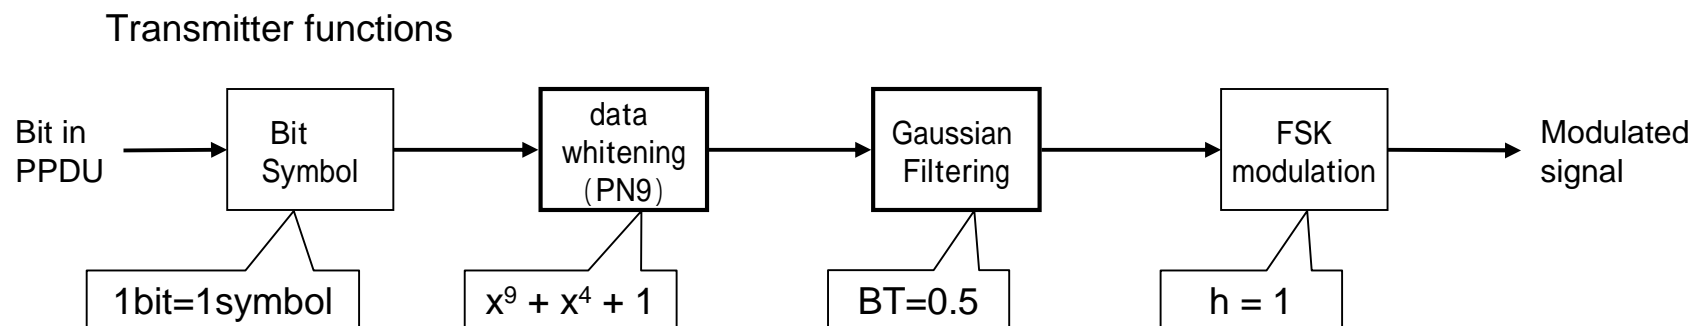 Transmitter functions
Bit in
PPDU
Bit
Symbol
data
whitening
(PN9)
Gaussian
Filtering
FSK
modulation
Modulated
signal
1bit=1symbol
x⁹ + x⁴ + 1
BT=0.5
h = 1